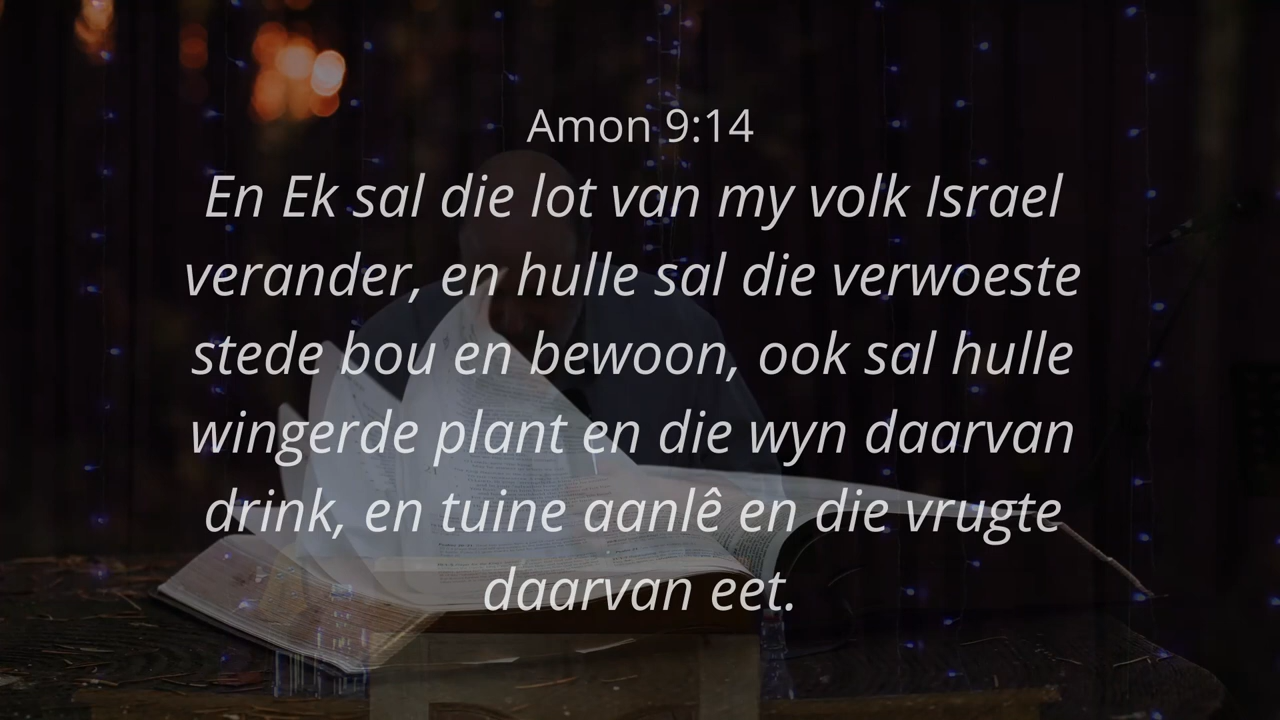 Amon 9:14
En Ek sal die lot van my volk Israel
verander, en hulle sal die verwoeste
stede bou en bewoon, ook sal hulle
wingerde plant en die wyn daarvan
drink, en tuine aanlê en die vrugte
daarvan eet.